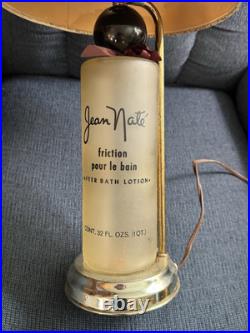 Jean Naté
friction
pour le bain
AFTER BATH LOTION
CONT. 32 FL. OZS. (1 QT.)